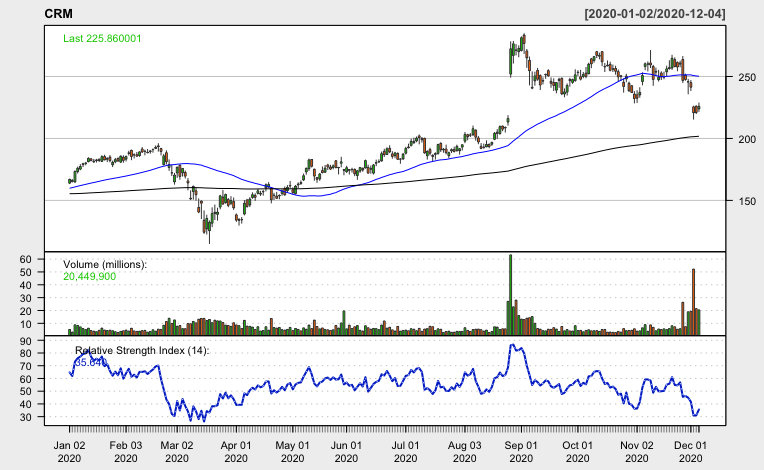 CRM [2020-01-02/2020-12-04]
Last 225.860001
250
200
150
Volume (millions):
20,449,900
60
50
40
30
20
10
Relative Strength Index (14):
90
80
70
60
50
40
30
Jan 02 Feb 03 Mar 02 Apr 01 May 01 Jun 01 Jul 01 Aug 03 Sep 01 Oct 01 Nov 02 Dec 01
2020 2020 2020 2020 2020 2020 2020 2020 2020 2020 2020 2020